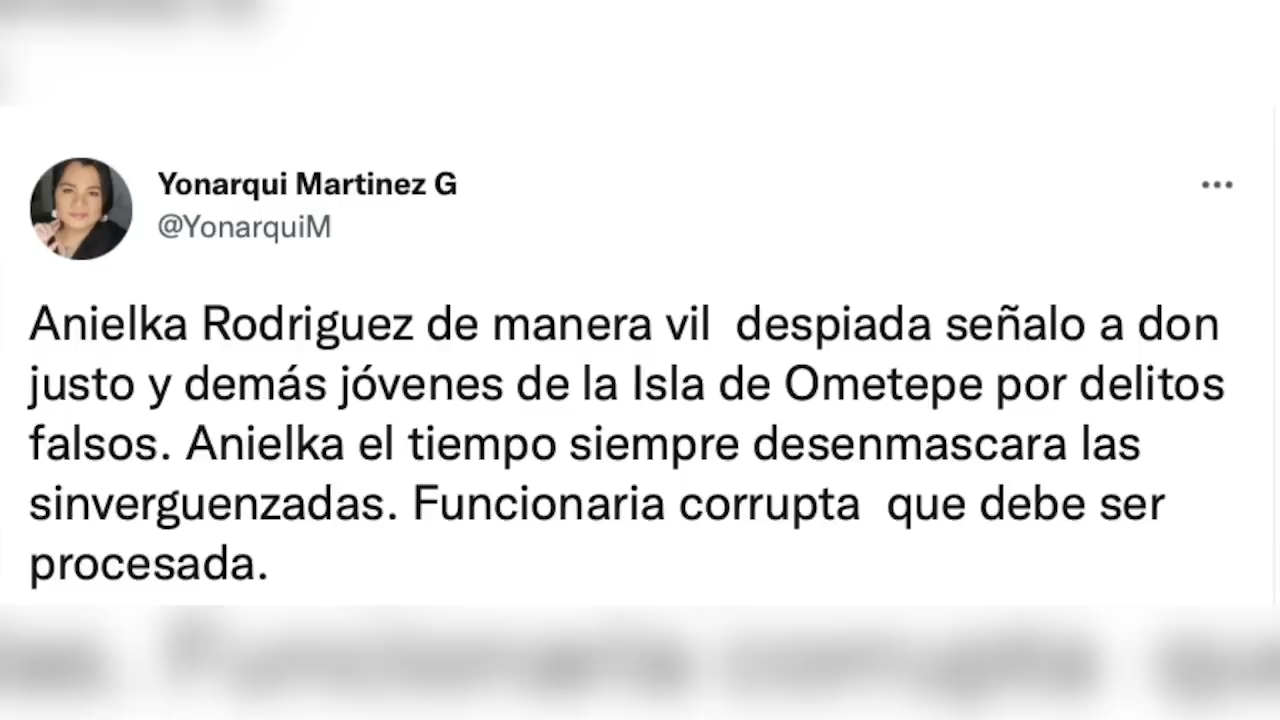 Yonarqui Martinez G
@YonarquiM
Anielka Rodriguez de manera vil despiada señalo a don
justo y demás jóvenes de la Isla de Ometepe por delitos
falsos. Anielka el tiempo siempre desenmascara las
sinverguenzadas. Funcionaria corrupta que debe ser
procesada.